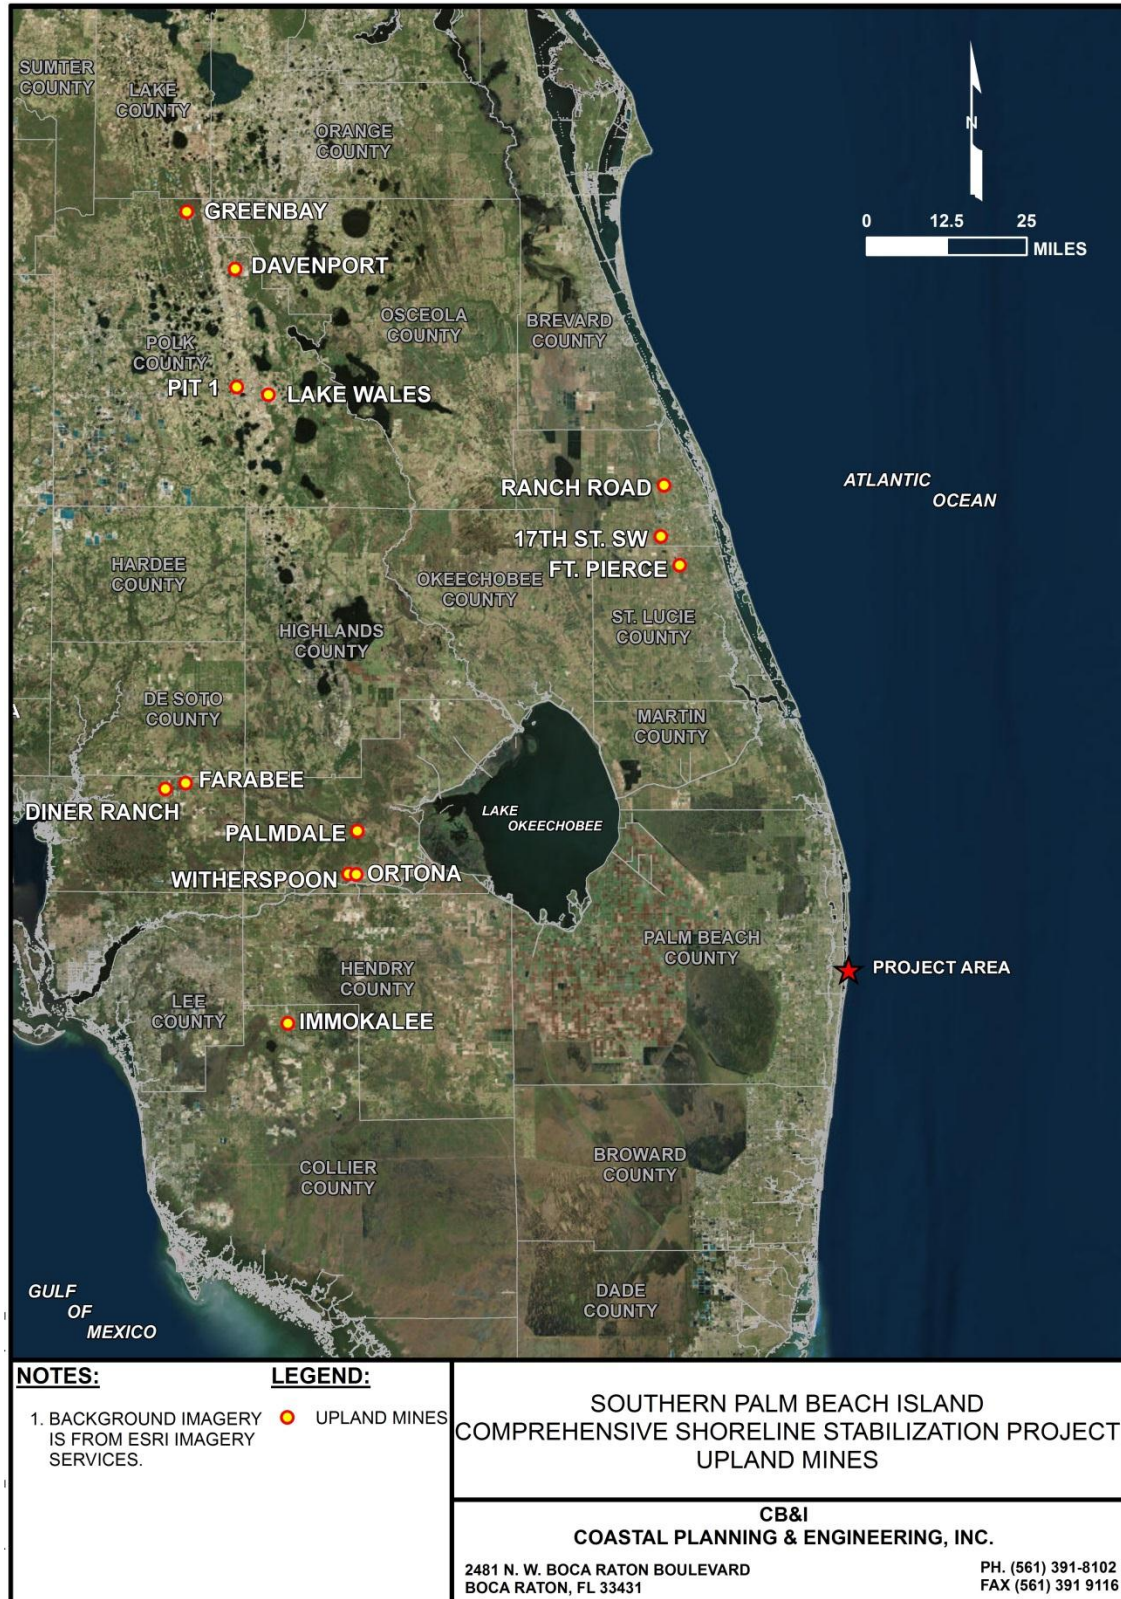 SUMTER
COUNTY
LAKE
COUNTY
ORANGE
COUNTY
N
0 12.5 25
MILES
GREENBAY
DAVENPORT
OSCEOLA
COUNTY
BREVARD
COUNTY
POLK
COUNTY
PIT 1
LAKE WALES
ATLANTIC
OCEAN
RANCH ROAD
17TH ST. SW
FT. PIERCE
HARDEE
COUNTY
OKEECHOBEE
COUNTY
ST. LUCIE
COUNTY
HIGHLANDS
COUNTY
DE SOTO
COUNTY
A
MARTIN
COUNTY
FARABEE
DINER RANCH
LAKE
OKEECHOBEE
PALMDALE
WITHERSPOON
ORTONA
PALM BEACH
COUNTY
PROJECT AREA
HENDRY
COUNTY
LEE
COUNTY
IMMOKALEE
BROWARD
COUNTY
COLLIER
COUNTY
DADE
COUNTY
GULF
OF
MEXICO
NOTES:
1. BACKGROUND IMAGERY
IS FROM ESRI IMAGERY
SERVICES.
LEGEND:
UPLAND MINES
SOUTHERN PALM BEACH ISLAND
COMPREHENSIVE SHORELINE STABILIZATION PROJECT
UPLAND MINES
CB&I
COASTAL PLANNING & ENGINEERING, INC.
2481 N. W. BOCA RATON BOULEVARD
BOCA RATON, FL 33431
PH. (561) 391-8102
FAX (561) 391 9116